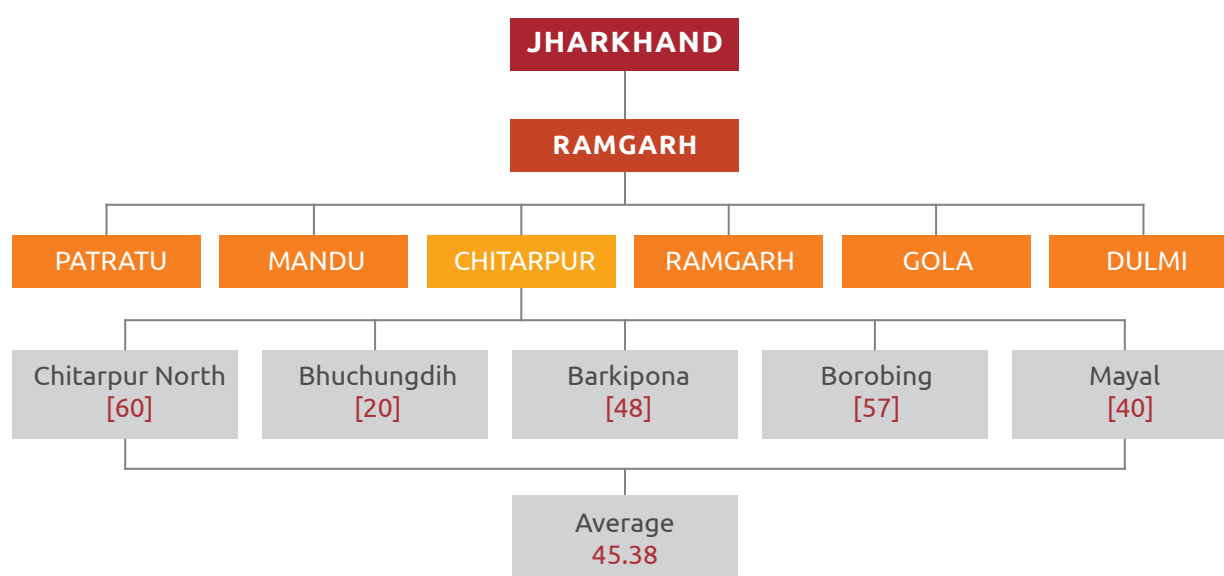 JHARKHAND
RAMGARH
PATRATU
MANDU
CHITARPUR
RAMGARH
GOLA
DULMI
Chitarpur North
[60]
Bhuchungdih
[20]
Barkipona
[48]
Borobing
[57]
Mayal
[40]
Average
45.38